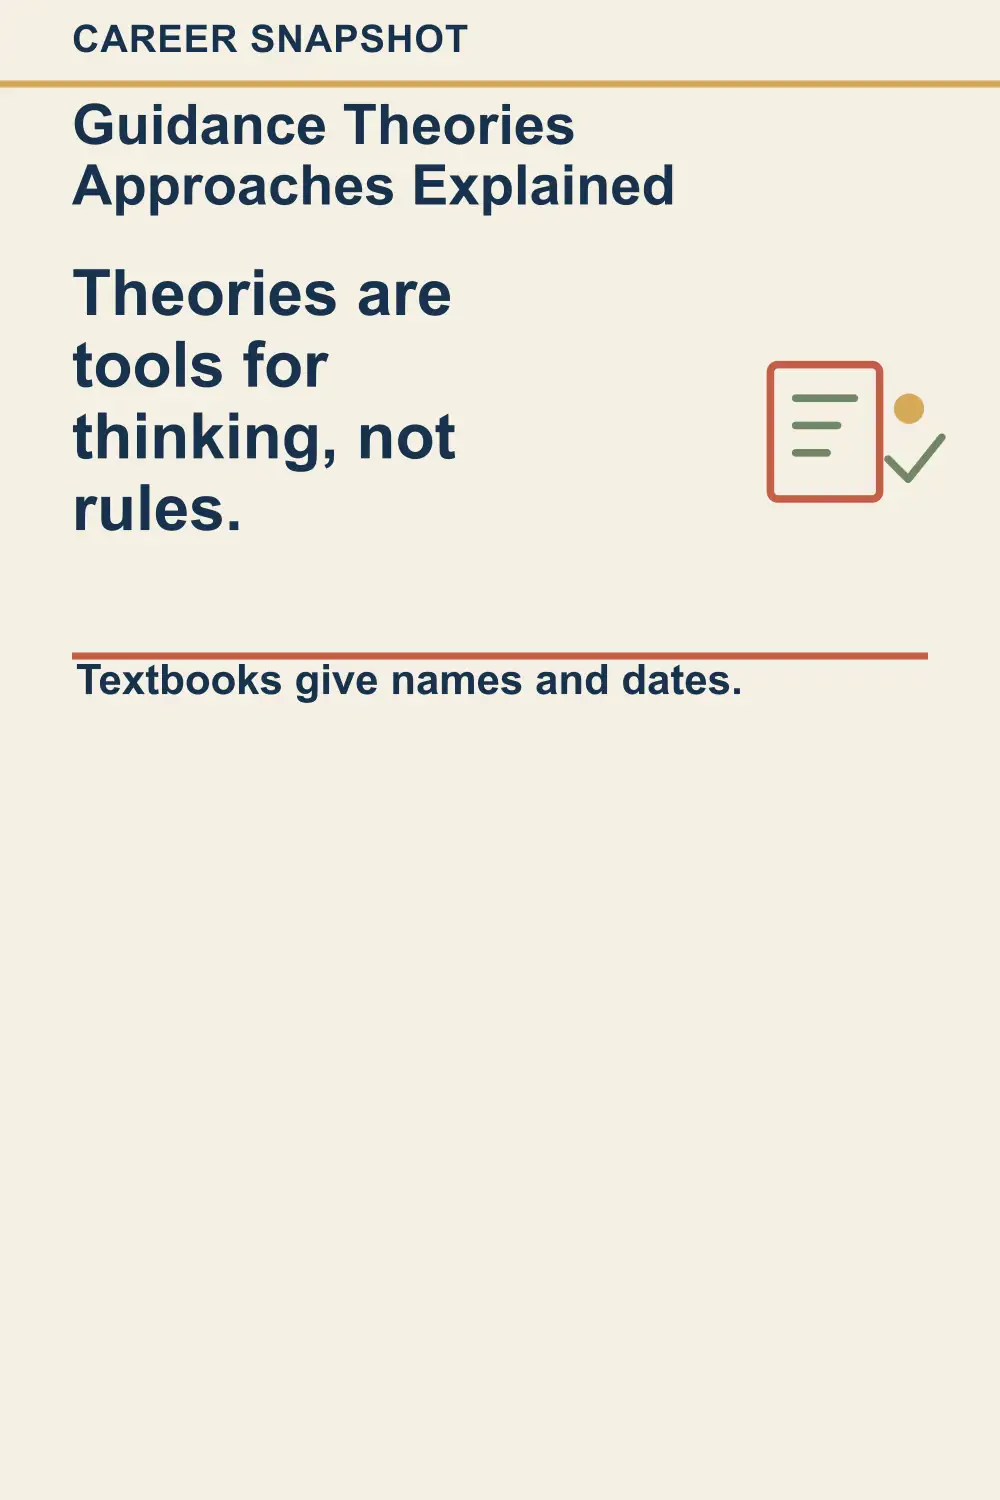 CAREER SNAPSHOT
Guidance Theories
Approaches Explained
Theories are
tools for
thinking, not
rules.
Textbooks give names and dates.